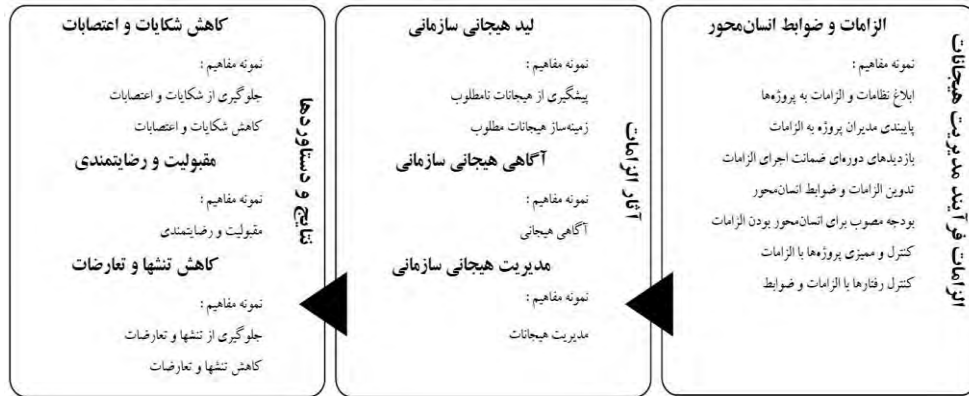 الزامات فرآیند مدیریت هیجانات
الزامات و ضوابط انسان‌محور
نمونه مفاهیم :
ابلاغ نظامات و الزامات به پروژه‌ها
پایبندی مدیران پروژه به الزامات
بازدیدهای دوره‌ای ضمانت اجرای الزامات
تدوین الزامات و ضوابط انسان‌محور
بودجه مصوب برای انسان‌محور بودن الزامات
کنترل و ممیزی پروژه‌ها با الزامات
کنترل رفتارها با الزامات و ضوابط
آثار الزامات
لید هیجانی سازمانی
نمونه مفاهیم :
پیشگیری از هیجانات نامطلوب
زمینه‌ساز هیجانات مطلوب
آگاهی هیجانی سازمانی
نمونه مفاهیم :
آگاهی هیجانی
مدیریت هیجانی سازمانی
نمونه مفاهیم :
مدیریت هیجانات
نتایج و دستاوردها
کاهش شکایات و اعتصابات
نمونه مفاهیم :
جلوگیری از شکایات و اعتصابات
کاهش شکایات و اعتصابات
مقبولیت و رضایتمندی
نمونه مفاهیم :
مقبولیت و رضایتمندی
کاهش تنشها و تعارضات
نمونه مفاهیم :
جلوگیری از تنشها و تعارضات
کاهش تنشها و تعارضات